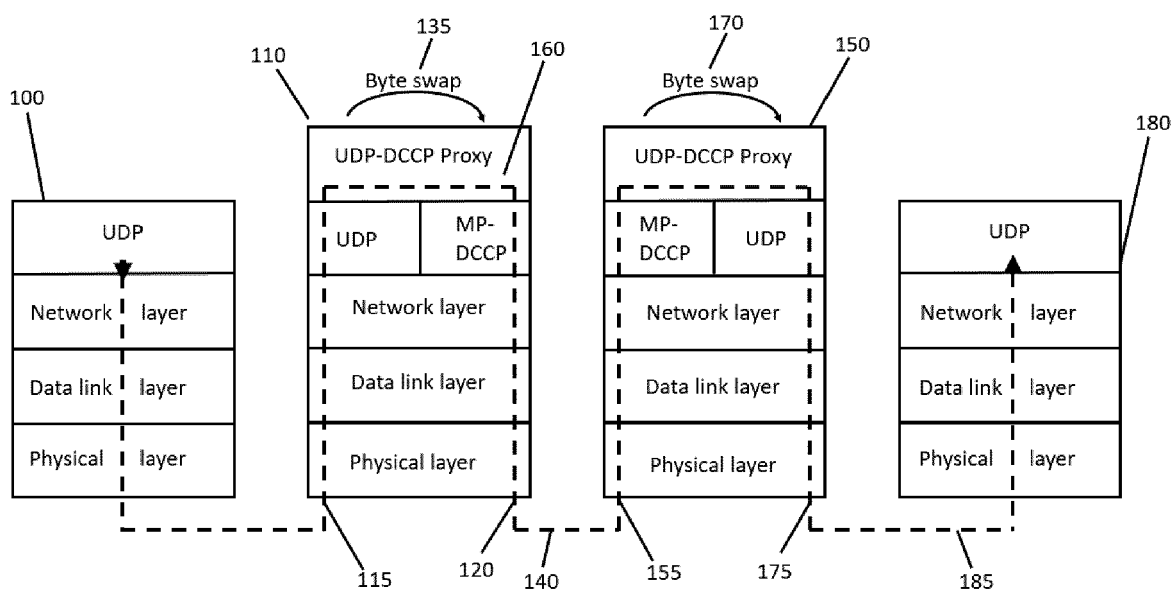 135
170
110
160
150
Byte swap
Byte swap
100
180
UDP-DCCP Proxy
UDP-DCCP Proxy
UDP
UDP
MP-
DCCP
MP-
DCCP
UDP
UDP
Network layer
Network layer
Network layer
Network layer
Data link layer
Data link layer
Data link layer
Data link layer
Physical layer
Physical layer
Physical layer
Physical layer
115
120
140
155
175
185